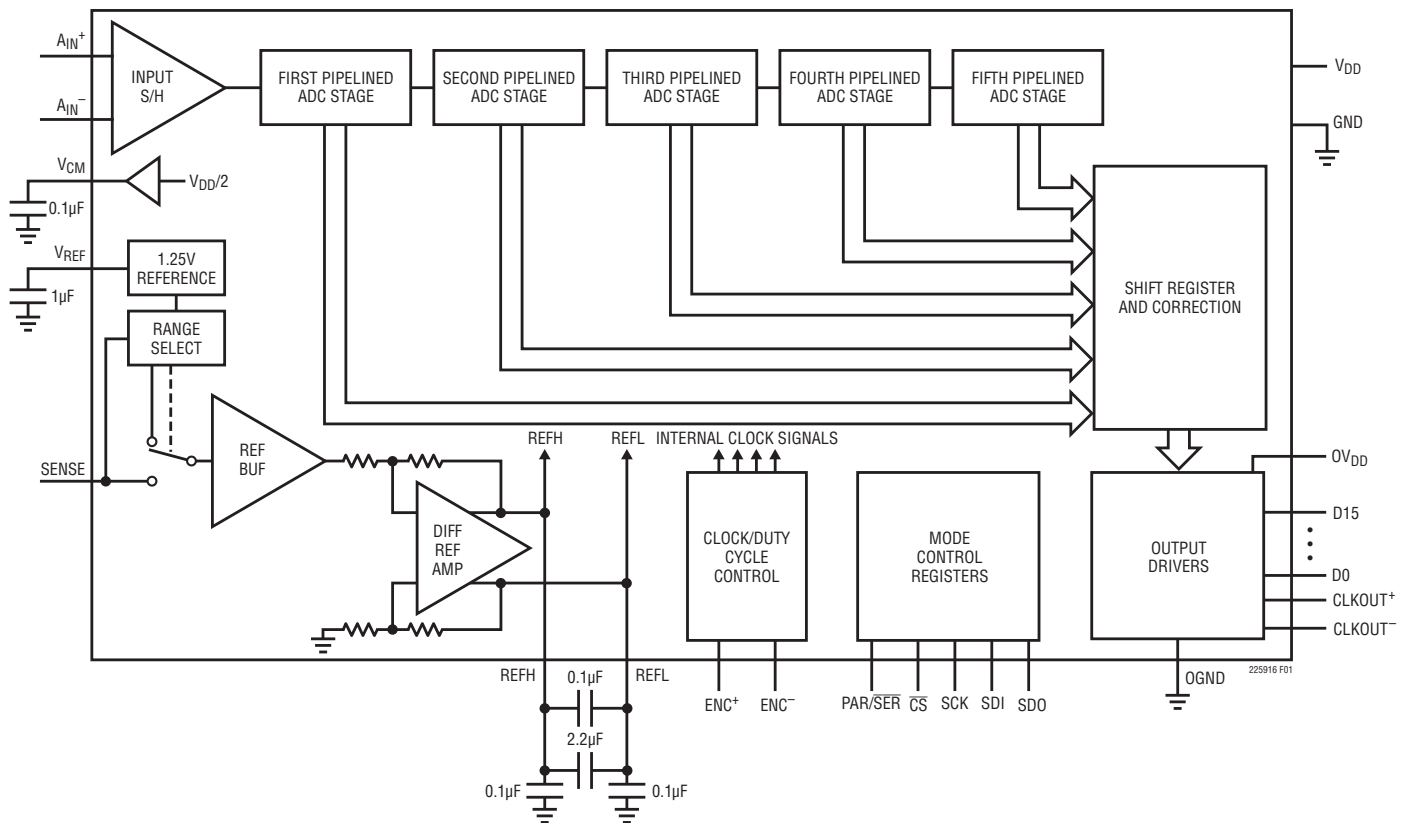 AIN+
AIN−
INPUT
S/H
FIRST PIPELINED
ADC STAGE
SECOND PIPELINED
ADC STAGE
THIRD PIPELINED
ADC STAGE
FOURTH PIPELINED
ADC STAGE
FIFTH PIPELINED
ADC STAGE
VDD
GND
VCM
VDD/2
0.1µF
VREF
1µF
1.25V
REFERENCE
RANGE
SELECT
SHIFT REGISTER
AND CORRECTION
SENSE
REF
BUF
DIFF
REF
AMP
REFH
REFL
INTERNAL CLOCK SIGNALS
CLOCK/DUTY
CYCLE
CONTROL
MODE
CONTROL
REGISTERS
OUTPUT
DRIVERS
OVDD
D15
D0
CLKOUT+
CLKOUT−
225916 F01
OGND
REFH
REFL
ENC+
ENC−
PAR/S̅E̅R̅
C̅S̅
SCK
SDI
SDO
0.1µF
2.2µF
0.1µF
0.1µF